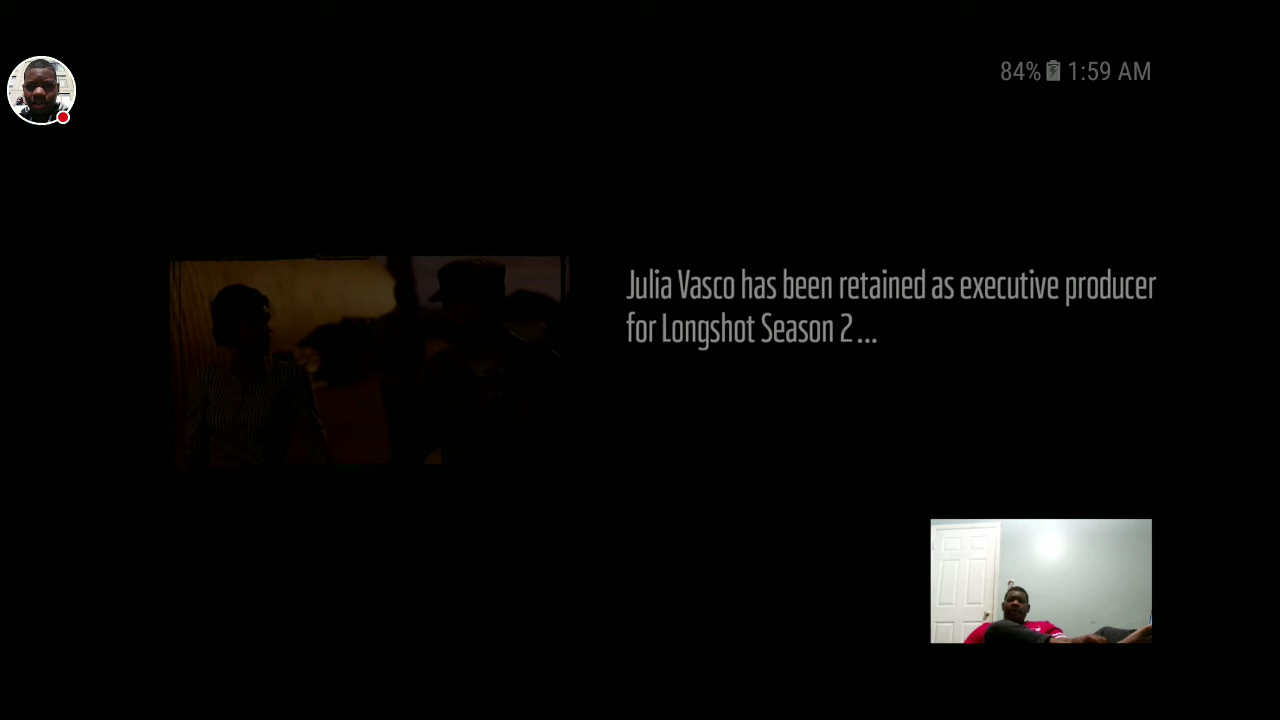 84% 1:59 AM
Julia Vasco has been retained as executive producer
for Longshot Season 2...